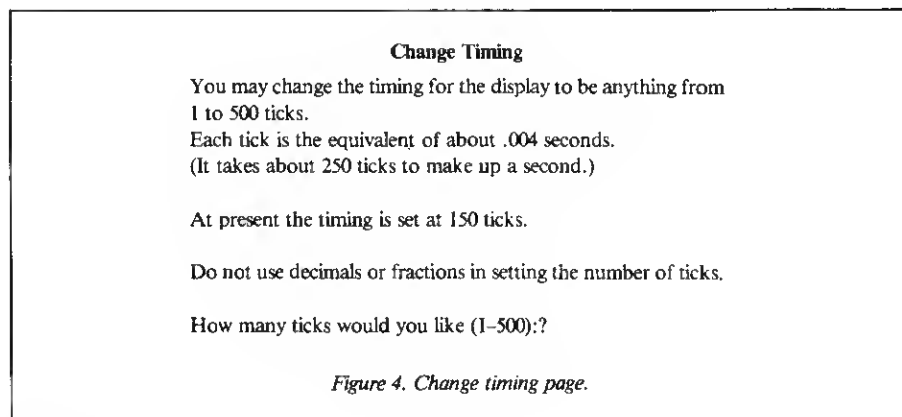 Change Timing
You may change the timing for the display to be anything from
1 to 500 ticks.
Each tick is the equivalent of about .004 seconds.
(It takes about 250 ticks to make up a second.)
At present the timing is set at 150 ticks.
Do not use decimals or fractions in setting the number of ticks.
How many ticks would you like (1–500):?
Figure 4. Change timing page.